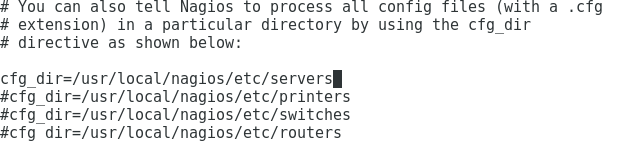 # You can also tell Nagios to process all config files (with a .cfg
# extension) in a particular directory by using the cfg_dir
# directive as shown below:
cfg_dir=/usr/local/nagios/etc/servers
#cfg_dir=/usr/local/nagios/etc/printers
#cfg_dir=/usr/local/nagios/etc/switches
#cfg_dir=/usr/local/nagios/etc/routers